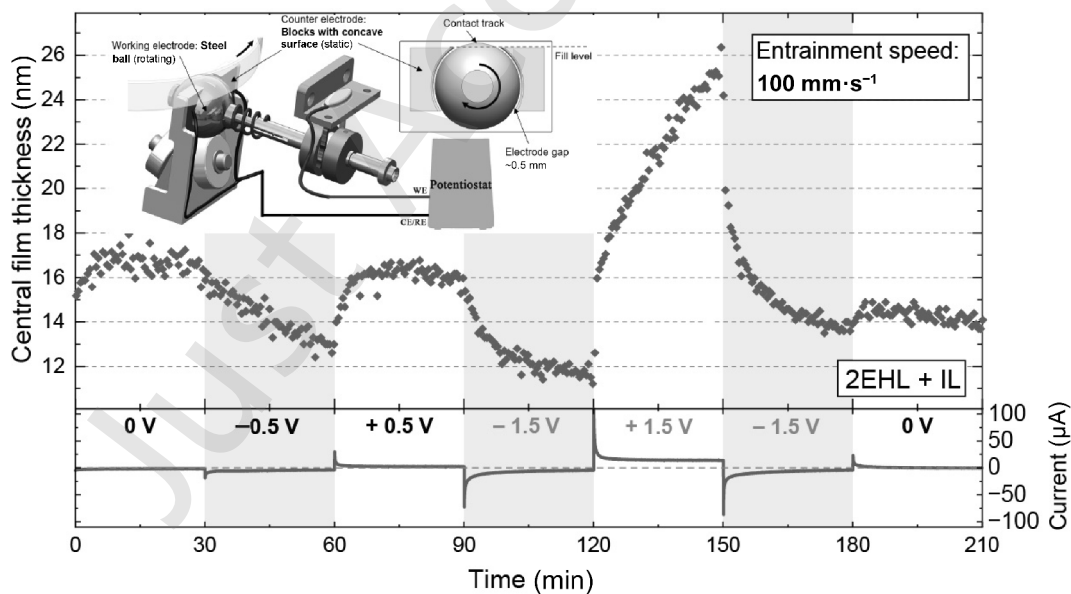 Working electrode: Steel
ball (rotating)
Counter electrode:
Blocks with concave
surface (static)
Contact track
Fill level
Electrode gap
~0.5 mm
WE
Potentiostat
CE/RE
Entrainment speed:
100 mm·s⁻¹
Central film thickness (nm)
26
24
22
20
18
16
14
12
2EHL + IL
0 V
−0.5 V
+ 0.5 V
− 1.5 V
+ 1.5 V
− 1.5 V
0 V
100
50
0
−50
−100
Current (µA)
0
30
60
90
120
150
180
210
Time (min)
Just Acc